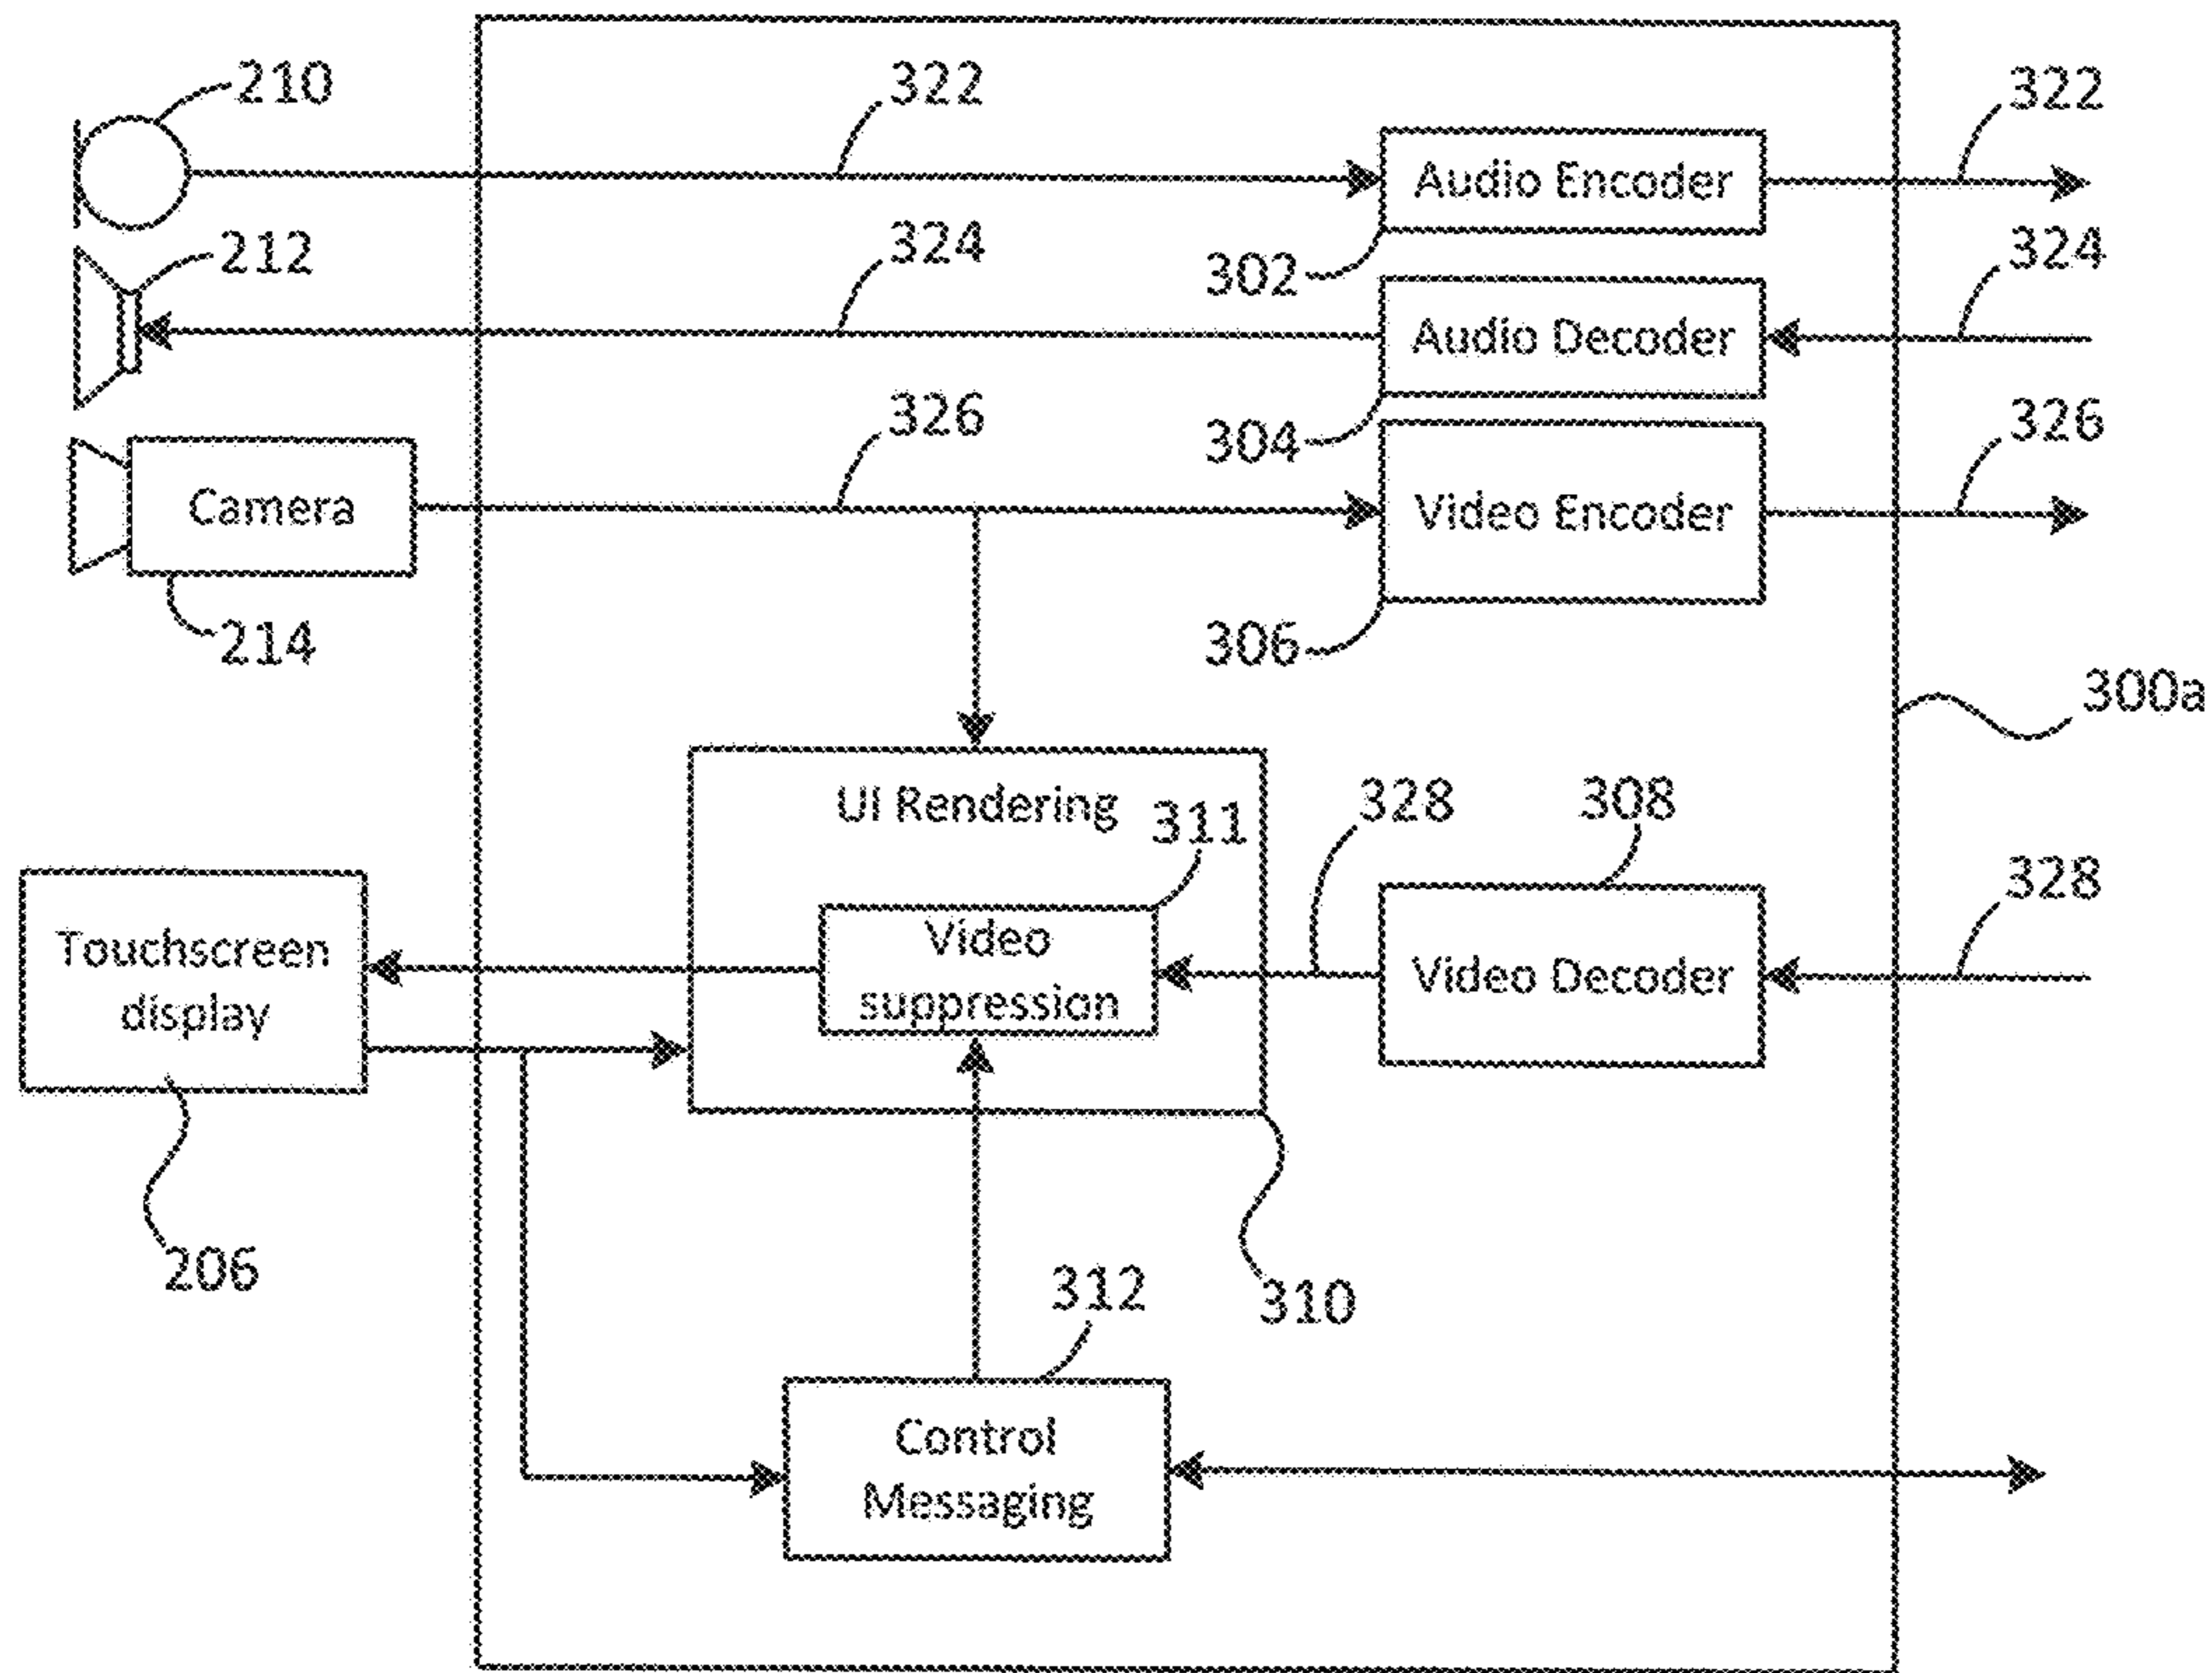 210
322
322
Audio Encoder
302
212
324
324
Audio Decoder
304
326
326
Camera
Video Encoder
214
306
300a
UI Rendering
311
328
308
328
Touchscreen
display
Video
suppression
Video Decoder
206
310
312
Control
Messaging